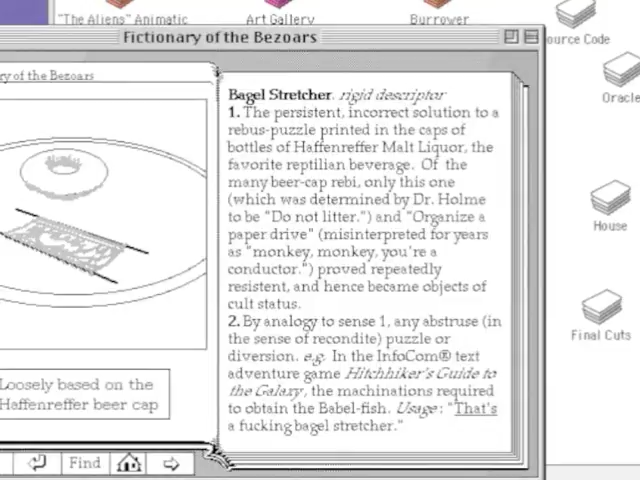 "The Aliens" Animatic
Art Gallery
Burrower
Fictionary of the Bezoars
ource Code
ry of the Bezoars
Oracle
Bagel Stretcher. rigid descriptor
1. The persistent, incorrect solution to a
rebus-puzzle printed in the caps of
bottles of Haffenreffer Malt Liquor, the
favorite reptilian beverage. Of the
many beer-cap rebi, only this one
(which was determined by Dr. Holme
to be "Do not litter.") and "Organize a
paper drive" (misinterpreted for years
as "monkey, monkey, you're a
conductor.") proved repeatedly
resistent, and hence became objects of
cult status.
2. By analogy to sense 1, any abstruse (in
the sense of recondite) puzzle or
diversion. e.g. In the InfoCom® text
adventure game Hitchhiker's Guide to
the Galaxy, the machinations required
to obtain the Babel-fish. Usage: "That's
a fucking bagel stretcher."
House
Final Cuts
Loosely based on the
Haffenreffer beer cap
Find